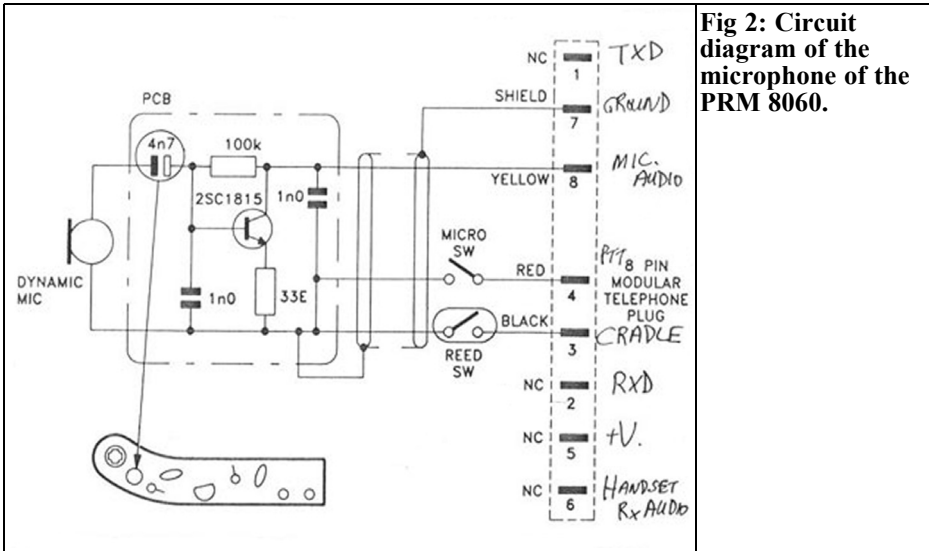 Fig 2: Circuit
diagram of the
microphone of the
PRM 8060.
NC
1
TXD
SHIELD
7
GROUND
PCB
4n7
100k
YELLOW
8
MIC.
AUDIO
2SC1815
1n0
MICRO
SW
DYNAMIC
MIC
RED
4
PTT
8 PIN
MODULAR
TELEPHONE
PLUG
1n0
33E
BLACK
3
CRADLE
REED
SW
NC
2
RXD
NC
5
+V.
NC
6
HANDSET
Rx AUDIO